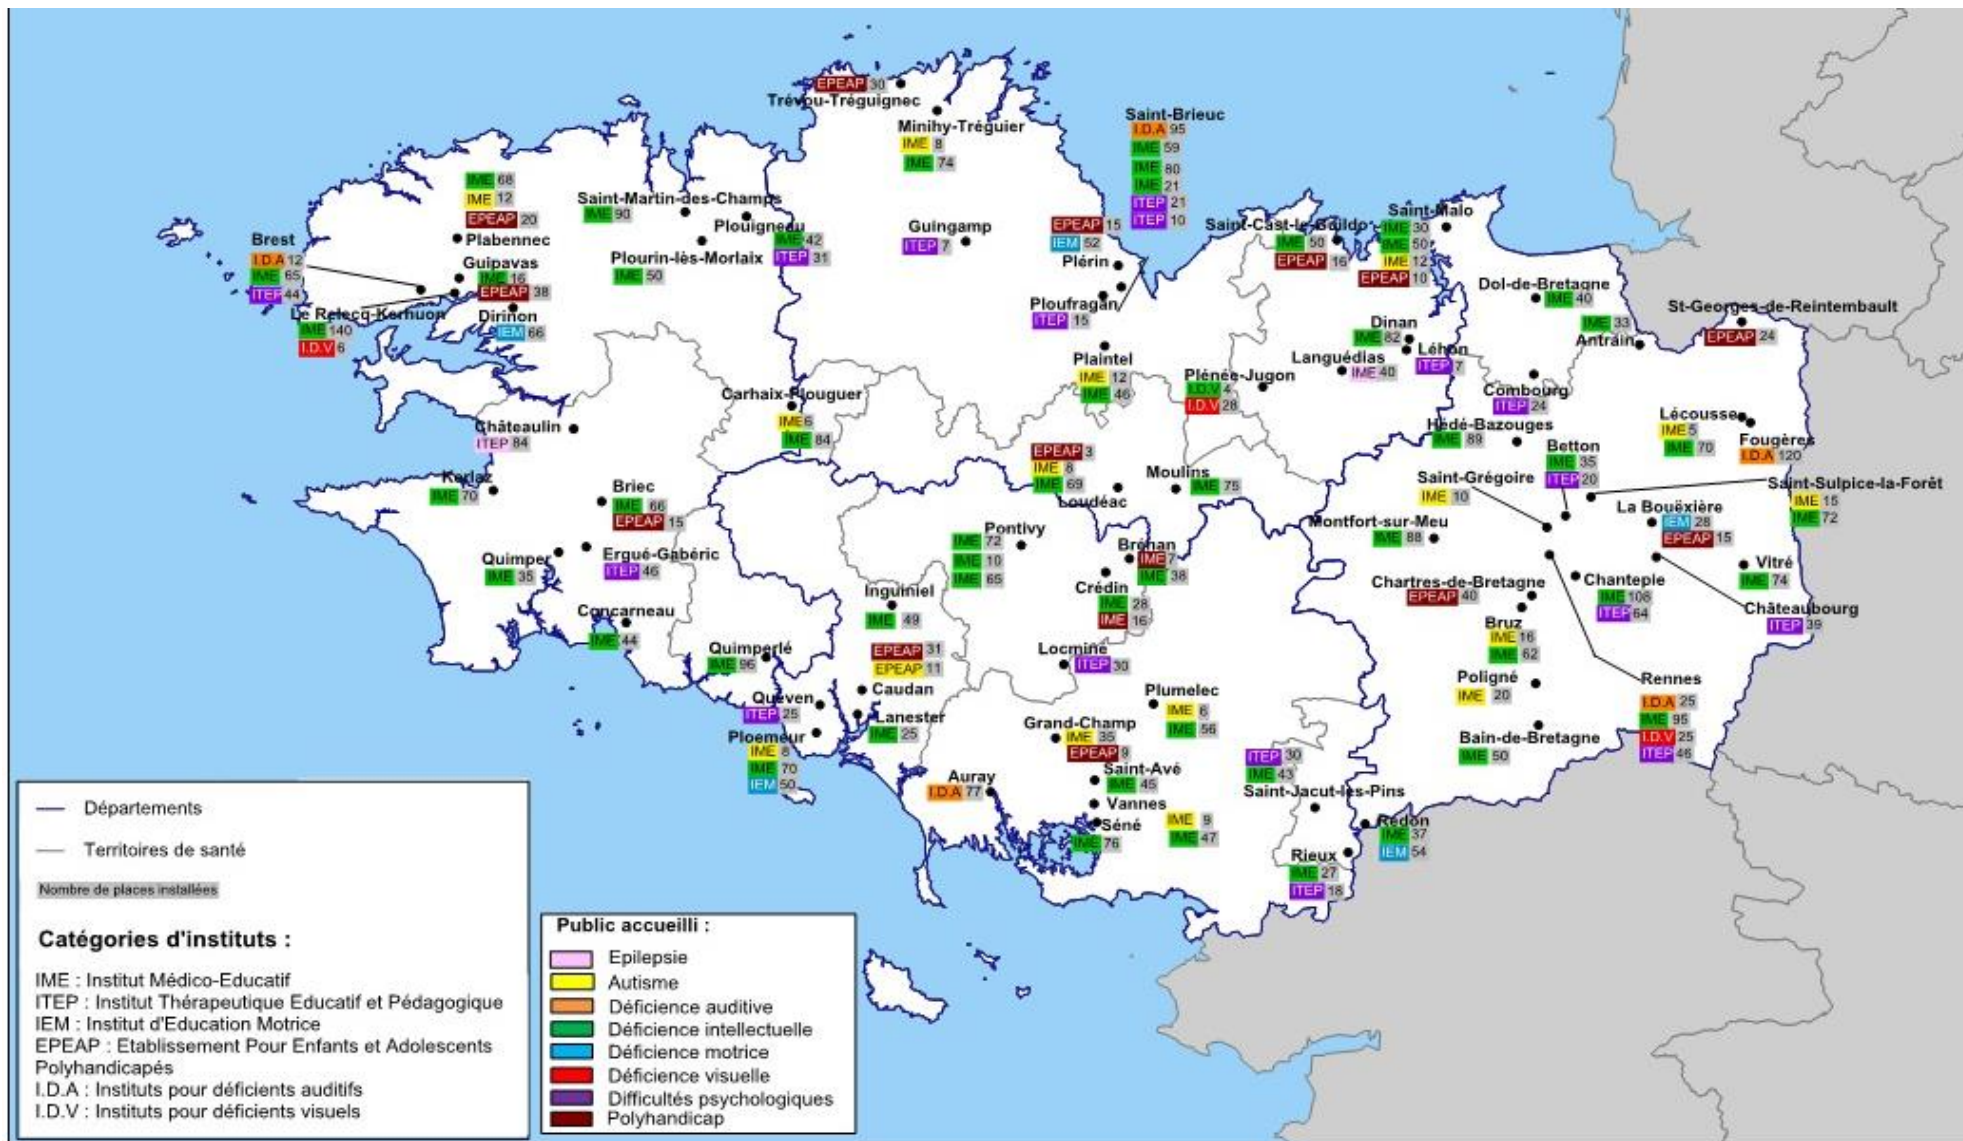 EPEAP 30
Trévou-Tréguignec
Minihy-Tréguier
IME 8
IME 74
Saint-Brieuc
I.D.A 95
IME 59
IME 80
IME 21
ITEP 21
ITEP 10
IME 68
IME 12
EPEAP 20
Plabennec
Saint-Martin-des-Champs
IME 90
Plouigneau
IME 42
ITEP 31
Plourin-lès-Morlaix
IME 50
Guingamp
ITEP 7
EPEAP 15
IEM 52
Plérin
Ploufragan
ITEP 15
Saint-Cast-le-Guildo
IME 50
EPEAP 16
Saint-Malo
IME 30
IME 50
IME 12
EPEAP 10
Brest
I.D.A 12
IME 65
ITEP 44
Guipavas
IME 16
EPEAP 38
Le Relecq-Kerhuon
IME 140
I.D.V 6
Dirinon
IEM 66
Dol-de-Bretagne
IME 40
IME 33
Antrain
St-Georges-de-Reintembault
EPEAP 24
Dinan
IME 82
Languédias
IME 40
Léhon
ITEP 7
Plaintel
IME 12
IME 46
Plénée-Jugon
I.D.V 4
I.D.V 28
Combourg
ITEP 24
Carhaix-Plouguer
IME 6
IME 84
Châteaulin
ITEP 84
Hédé-Bazouges
IME 89
Lécousse
IME 5
IME 70
Fougères
I.D.A 120
Betton
IME 35
ITEP 20
Saint-Grégoire
IME 10
Saint-Sulpice-la-Forêt
IME 15
IME 72
EPEAP 3
IME 8
IME 69
Loudéac
Moulins
IME 75
Kerlaz
IME 70
Briec
IME 66
EPEAP 15
La Bouëxière
IEM 28
EPEAP 15
Montfort-sur-Meu
IME 88
Pontivy
IME 72
IME 10
IME 65
Bréhan
IME 7
IME 38
Quimper
IME 35
Ergué-Gabéric
ITEP 46
Vitré
IME 74
Crédin
IME 28
IME 16
Chartres-de-Bretagne
EPEAP 40
Chantepie
IME 108
ITEP 64
Châteaubourg
ITEP 39
Inguiniel
IME 49
Concarneau
IME 44
Bruz
IME 16
IME 62
Quimperlé
IME 96
EPEAP 31
EPEAP 11
Caudan
Locminé
ITEP 30
Poligné
IME 20
Rennes
I.D.A 25
IME 95
I.D.V 25
ITEP 46
Quéven
ITEP 25
Lanester
IME 25
Plumelec
IME 6
IME 56
Grand-Champ
IME 35
EPEAP 9
Ploemeur
IME 8
IME 70
IEM 50
Bain-de-Bretagne
IME 50
ITEP 30
IME 43
Saint-Jacut-les-Pins
Saint-Avé
IME 45
Auray
I.D.A 77
Vannes
IME 9
IME 47
Séné
IME 76
Redon
IME 37
IEM 54
Rieux
IME 27
ITEP 18
Départements
Territoires de santé
Nombre de places installées
Catégories d'instituts :
IME : Institut Médico-Educatif
ITEP : Institut Thérapeutique Educatif et Pédagogique
IEM : Institut d'Education Motrice
EPEAP : Etablissement Pour Enfants et Adolescents
Polyhandicapés
I.D.A : Instituts pour déficients auditifs
I.D.V : Instituts pour déficients visuels
Public accueilli :
Epilepsie
Autisme
Déficience auditive
Déficience intellectuelle
Déficience motrice
Déficience visuelle
Difficultés psychologiques
Polyhandicap